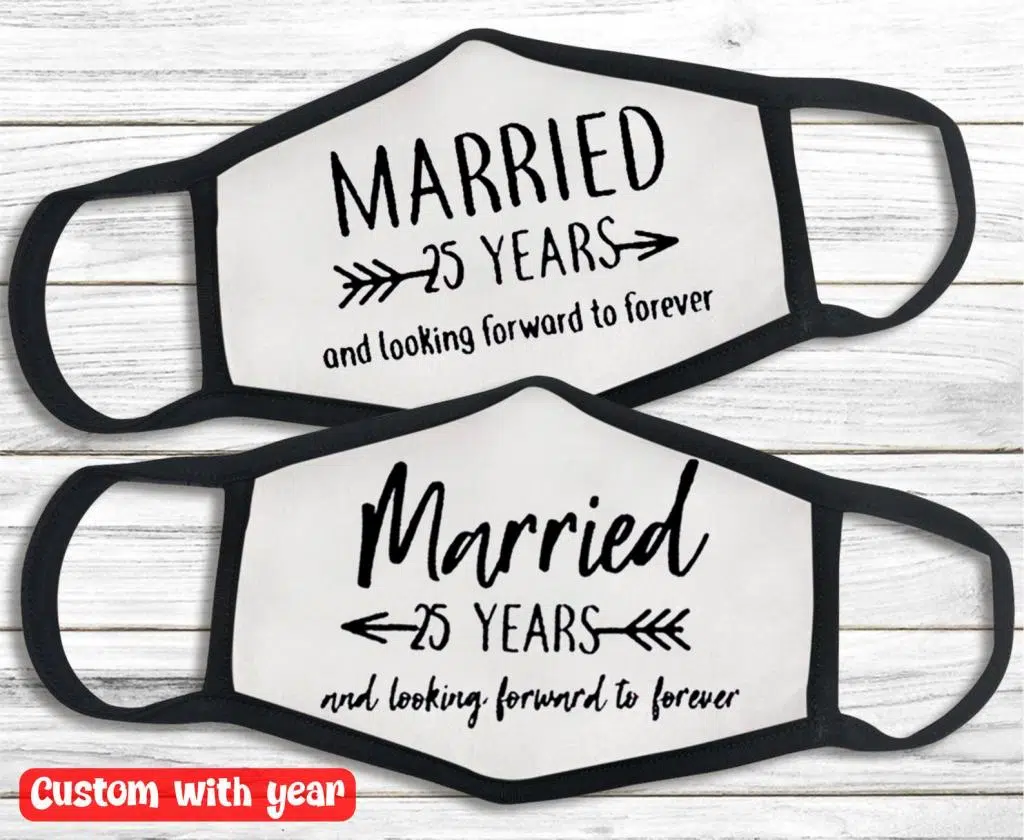 MARRIED
25 YEARS
and looking forward to forever
Married
25 YEARS
and looking forward to forever
Custom with year